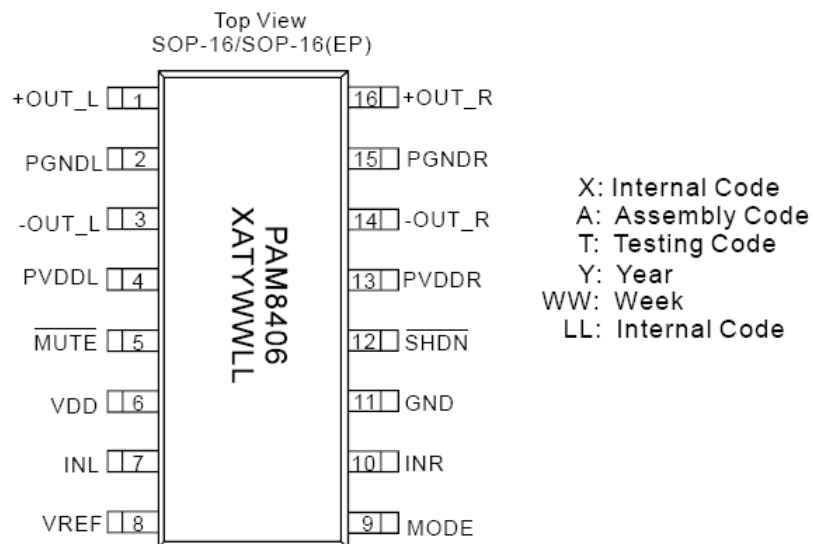 Top View
SOP-16/SOP-16(EP)
+OUT_L 1
PGNDL 2
-OUT_L 3
PVDDL 4
MUTE 5
VDD 6
INL 7
VREF 8
PAM8406
XATYWWLL
16 +OUT_R
15 PGNDR
14 -OUT_R
13 PVDDR
12 SHDN
11 GND
10 INR
9 MODE
X: Internal Code
A: Assembly Code
T: Testing Code
Y: Year
WW: Week
LL: Internal Code